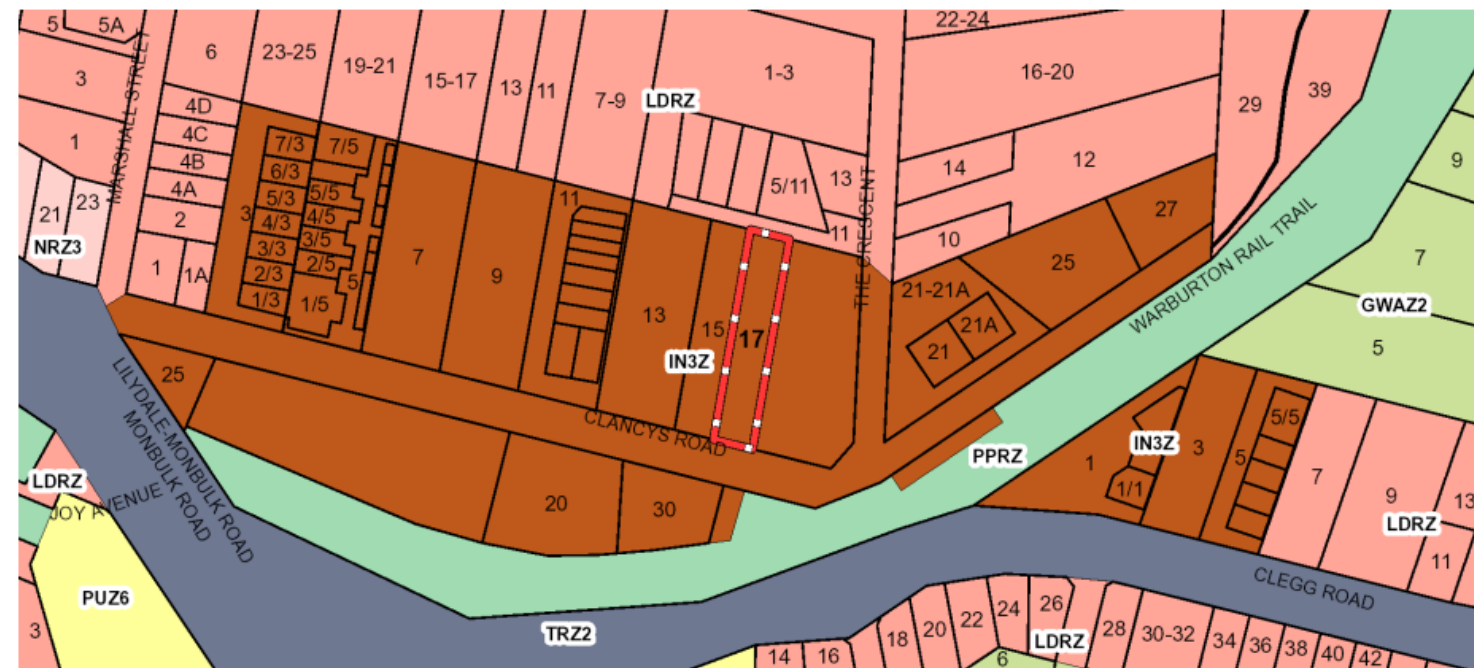 5
5A
6
23-25
19-21
15-17
13
11
7-9
1-3
LDRZ
22-24
16-20
29
39
3
1
MARSHALL STREET
4D
4C
4B
4A
2
1
1A
21
23
NRZ3
7/3
6/3
5/3
4/3
3/3
2/3
1/3
3
7/5
5/5
4/5
3/5
2/5
1/5
5
7
9
11
13
15
17
IN3Z
5/11
13
11
THE CRESCENT
14
12
10
27
25
21-21A
21A
21
WARBURTON RAIL TRAIL
9
7
GWAZ2
5
25
LILYDALE-MONBULK ROAD
MONBULK ROAD
CLANCYS ROAD
20
30
PPRZ
IN3Z
1
1/1
3
5
5/5
7
9
13
LDRZ
11
LDRZ
JOY AVENUE
PUZ6
3
TRZ2
CLEGG ROAD
14
16
18
20
22
24
26
LDRZ
28
30-32
34
36
38
40
42
6